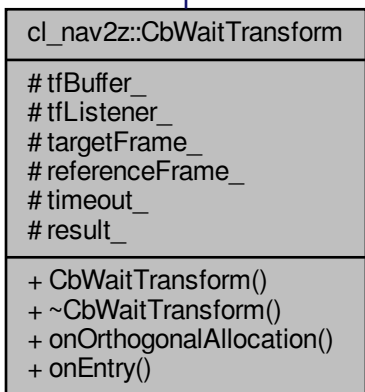 cl_nav2z::CbWaitTransform
# tfBuffer_
# tfListener_
# targetFrame_
# referenceFrame_
# timeout_
# result_
+ CbWaitTransform()
+ ~CbWaitTransform()
+ onOrthogonalAllocation()
+ onEntry()